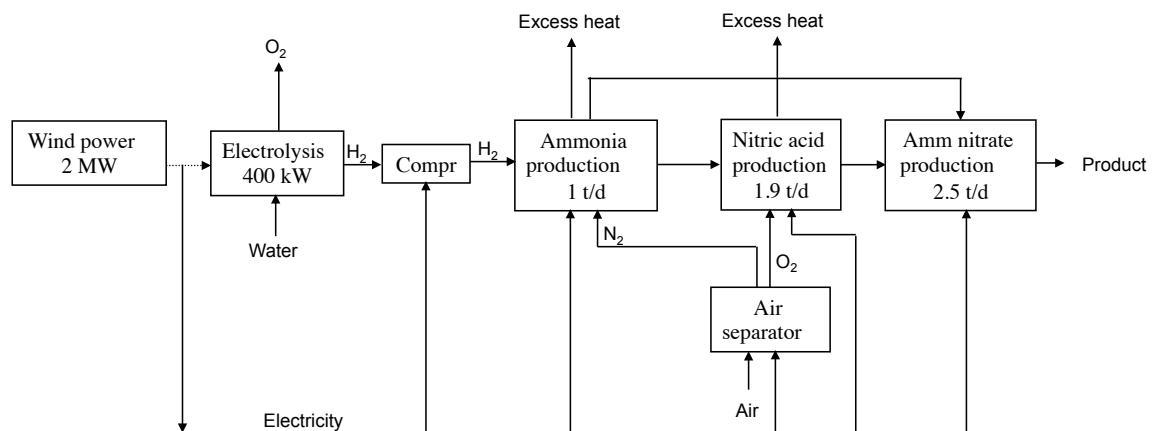 Excess heat
Excess heat
O₂
Wind power
2 MW
Electrolysis
400 kW
H₂
Compr
H₂
Ammonia
production
1 t/d
Nitric acid
production
1.9 t/d
Amm nitrate
production
2.5 t/d
Product
Water
N₂
O₂
Air
separator
Air
Electricity